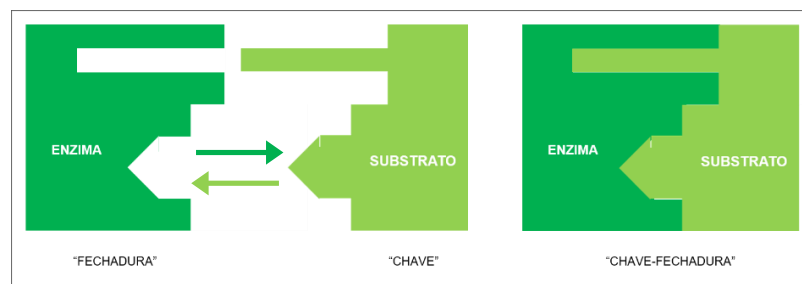 ENZIMA
SUBSTRATO
ENZIMA
SUBSTRATO
“FECHADURA”
“CHAVE”
“CHAVE-FECHADURA”